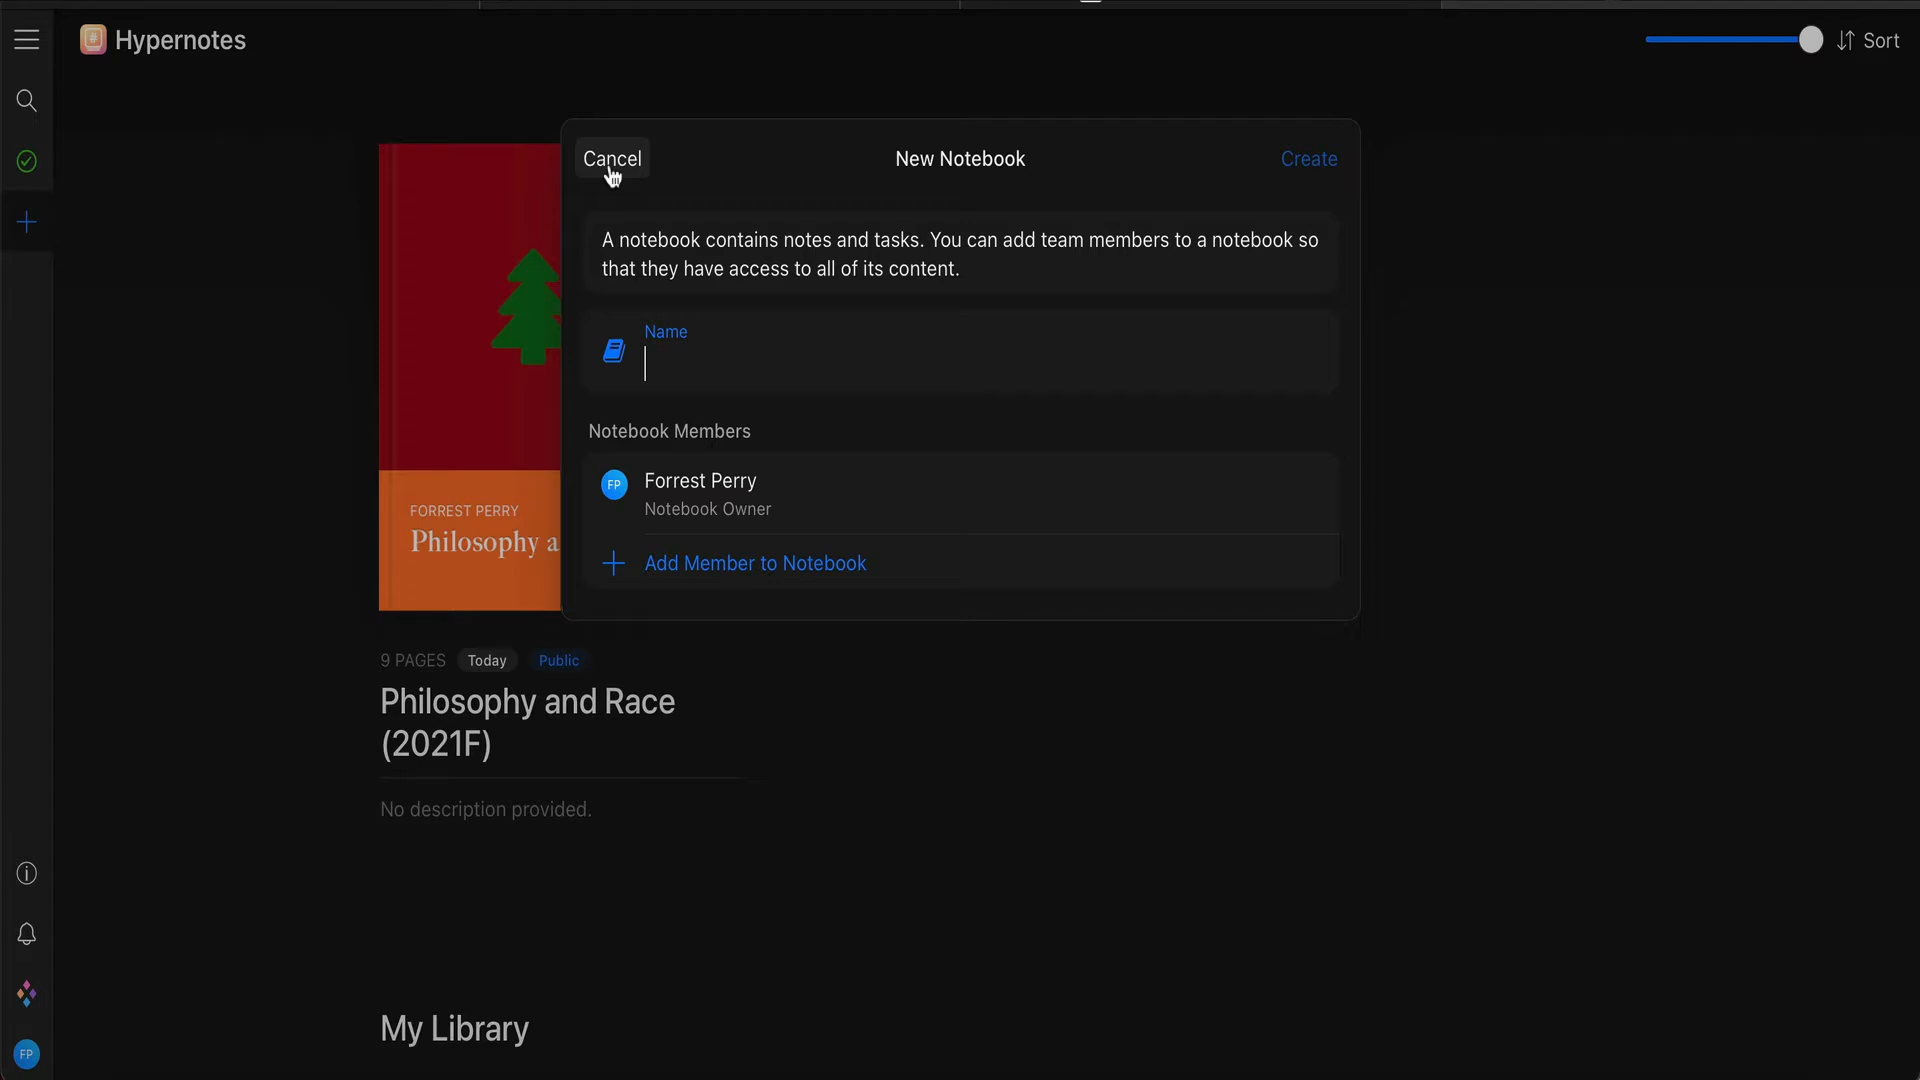 Hypernotes
Sort
Cancel
New Notebook
Create
A notebook contains notes and tasks. You can add team members to a notebook so
that they have access to all of its content.
Name
Notebook Members
FP
Forrest Perry
Notebook Owner
Add Member to Notebook
FORREST PERRY
Philosophy a
9 PAGES Today Public
Philosophy and Race
(2021F)
No description provided.
My Library
FP